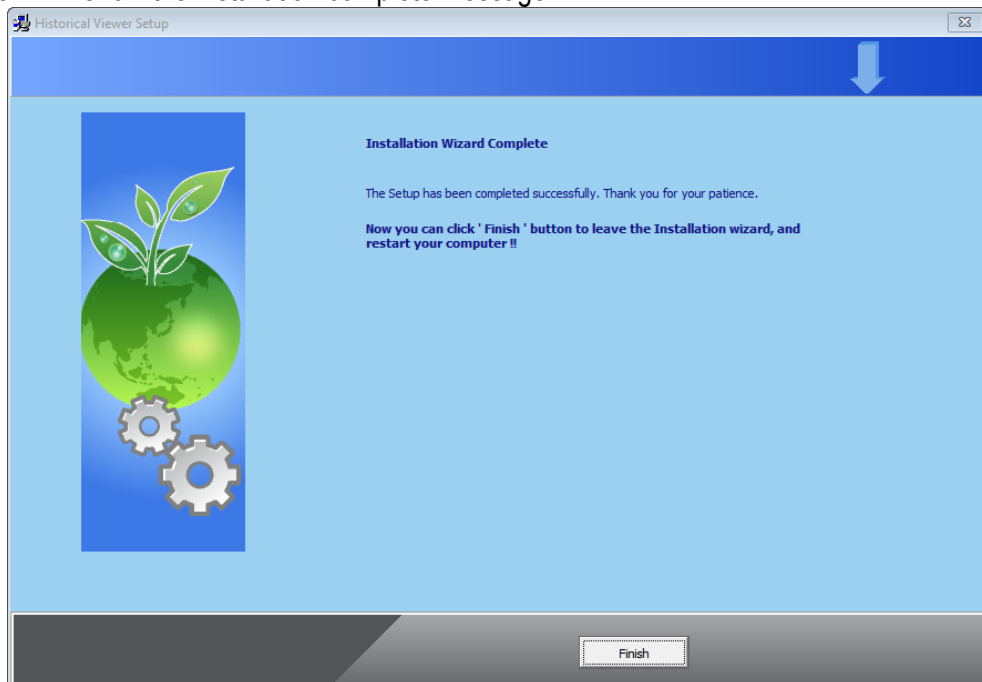 Historical Viewer Setup
Installation Wizard Complete
The Setup has been completed successfully. Thank you for your patience.
Now you can click ' Finish ' button to leave the Installation wizard, and
restart your computer !!
Finish